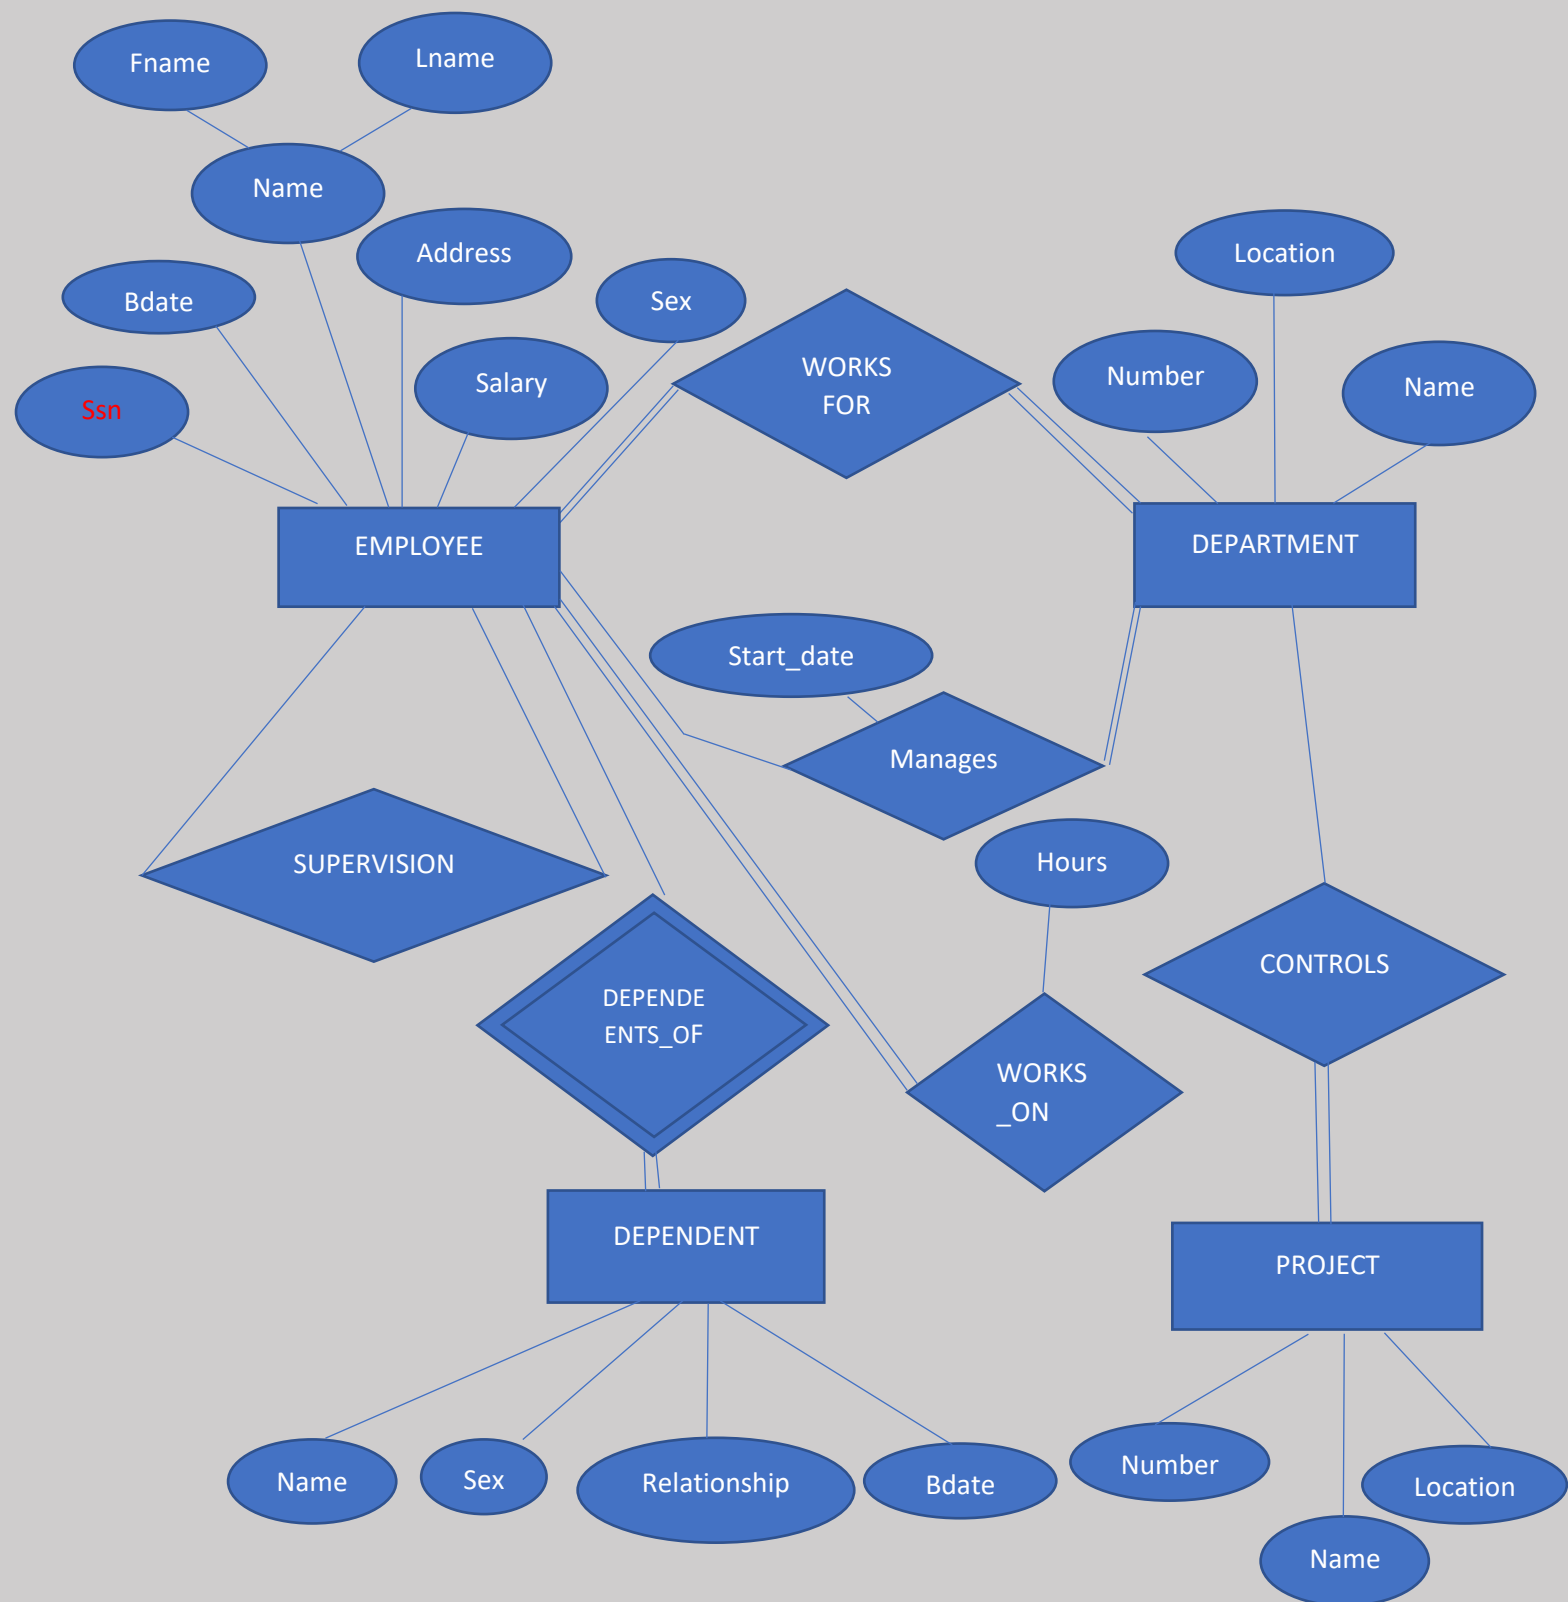 Fname
Lname
Name
Address
Location
Bdate
Sex
WORKS
FOR
Number
Name
Salary
Ssn
EMPLOYEE
DEPARTMENT
Start_date
Manages
SUPERVISION
Hours
CONTROLS
DEPENDE
ENTS_OF
WORKS
_ON
DEPENDENT
PROJECT
Name
Sex
Relationship
Bdate
Number
Location
Name